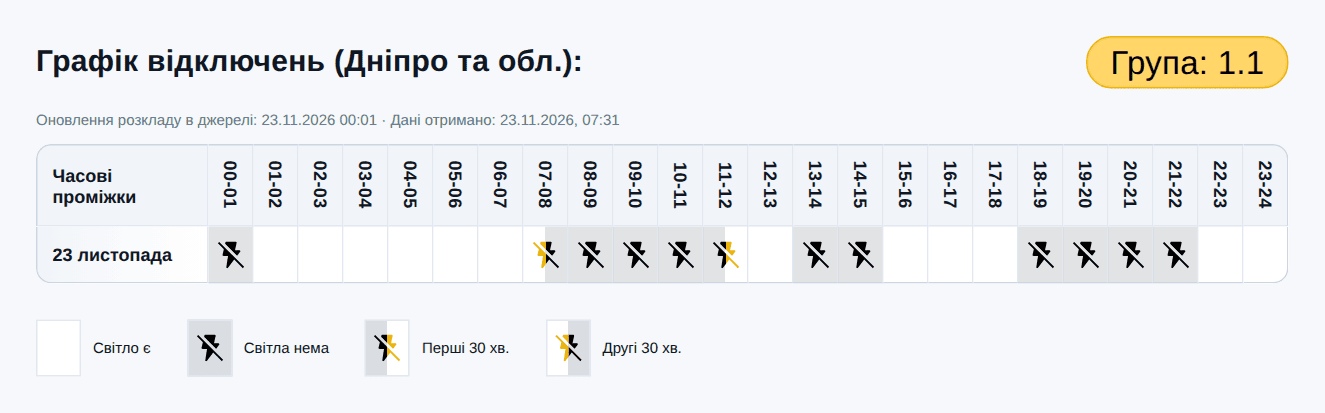 Графік відключень (Дніпро та обл.):
Група: 1.1
Оновлення розкладу в джерелі: 23.11.2026 00:01 · Дані отримано: 23.11.2026, 07:31
Часові
проміжки
00-01
01-02
02-03
03-04
04-05
05-06
06-07
07-08
08-09
09-10
10-11
11-12
12-13
13-14
14-15
15-16
16-17
17-18
18-19
19-20
20-21
21-22
22-23
23-24
23 листопада
Світло є
Світла нема
Перші 30 хв.
Другі 30 хв.